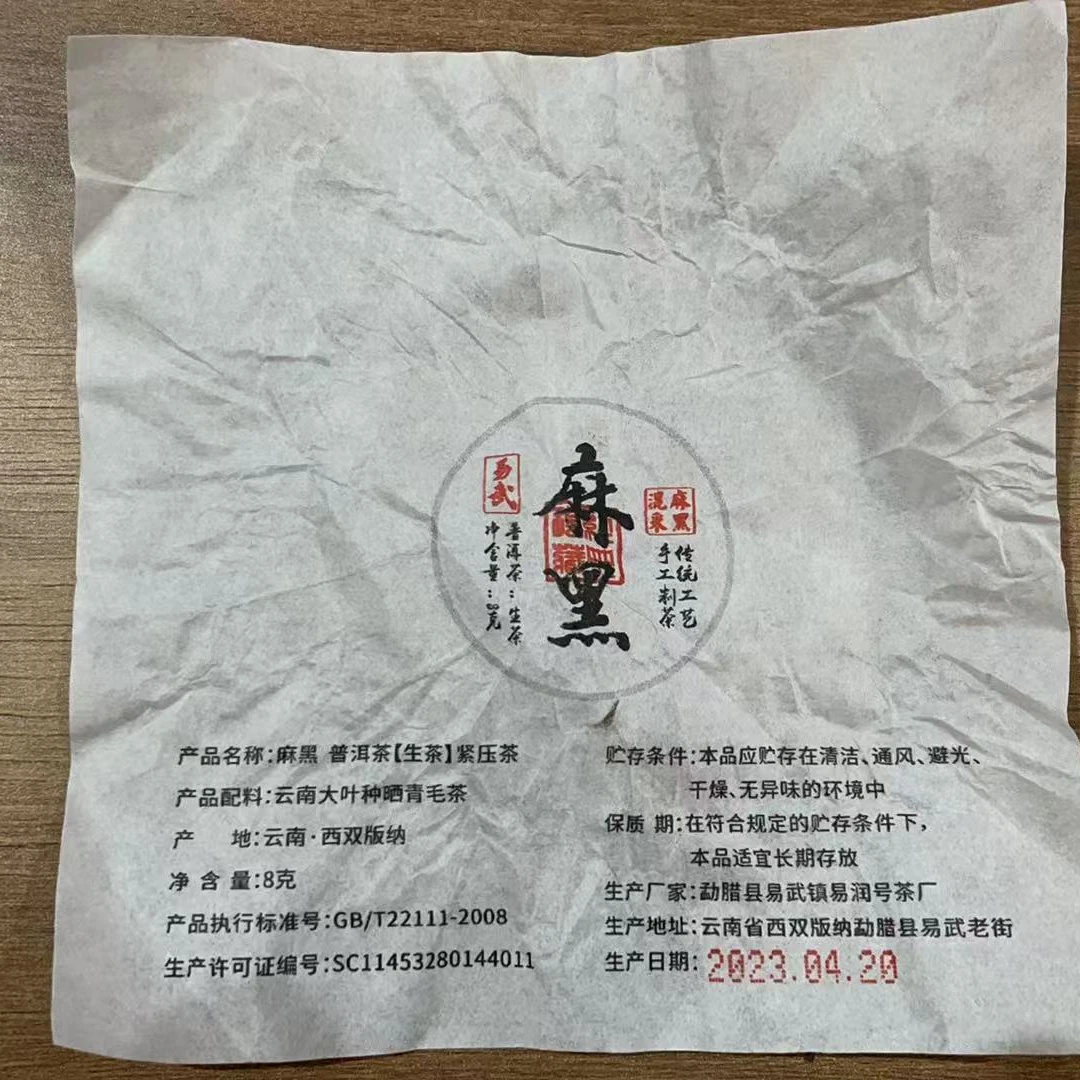 麻黑
易武
普洱茶：生茶
净含量：8克
麻黑
混采
传统工艺
手工制茶
产品名称：麻黑 普洱茶【生茶】紧压茶
产品配料：云南大叶种晒青毛茶
产 地：云南·西双版纳
净 含 量：8克
产品执行标准号：GB/T22111-2008
生产许可证编号：SC11453280144011
贮存条件：本品应贮存在清洁、通风、避光、
干燥、无异味的环境中
保质 期：在符合规定的贮存条件下，
本品适宜长期存放
生产厂家：勐腊县易武镇易润号茶厂
生产地址：云南省西双版纳勐腊县易武老街
生产日期：2023.04.20